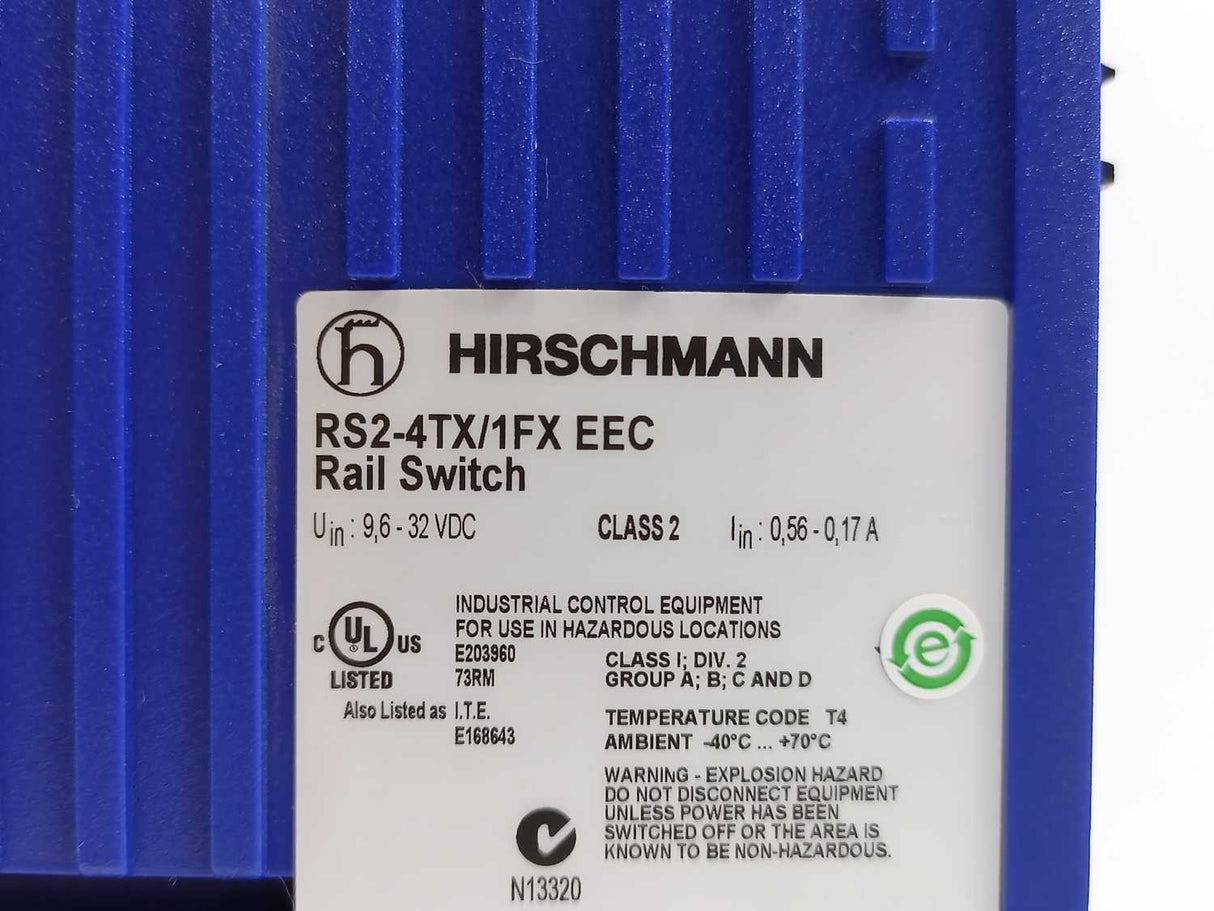 HIRSCHMANN
RS2-4TX/1FX EEC
Rail Switch
Uin : 9,6 - 32 VDC CLASS 2 Iin : 0,56 - 0,17 A
INDUSTRIAL CONTROL EQUIPMENT
FOR USE IN HAZARDOUS LOCATIONS
C UL US
LISTED
E203960
73RM
CLASS I; DIV. 2
GROUP A; B; C AND D
Also Listed as I.T.E.
E168643
TEMPERATURE CODE T4
AMBIENT -40°C ... +70°C
WARNING - EXPLOSION HAZARD
DO NOT DISCONNECT EQUIPMENT
UNLESS POWER HAS BEEN
SWITCHED OFF OR THE AREA IS
KNOWN TO BE NON-HAZARDOUS.
N13320
e